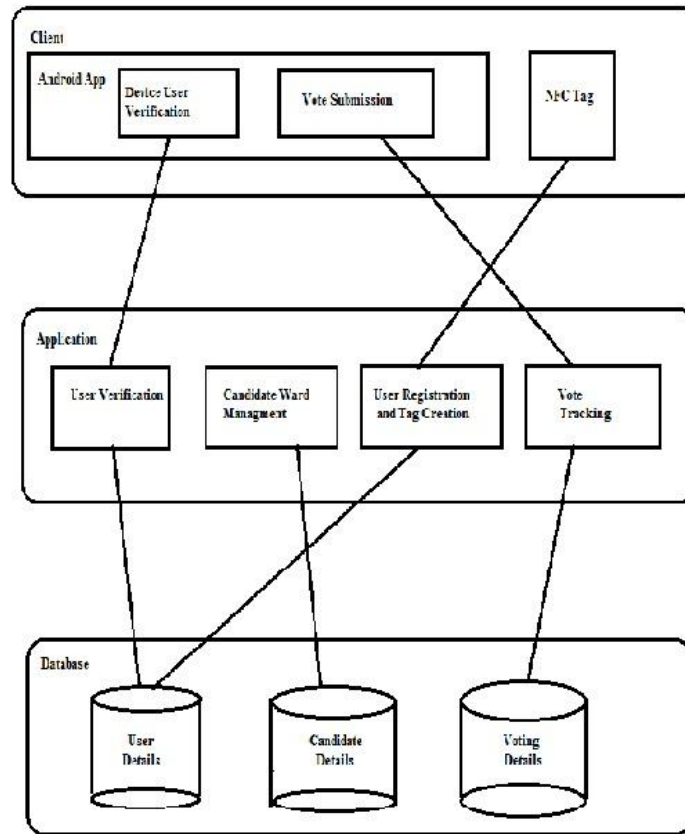 Client
Android App
Device User
Verification
Vote Submission
NFC Tag
Application
User Verification
Candidate Ward
Managment
User Registration
and Tag Creation
Vote
Tracking
Database
User
Details
Candidate
Details
Voting
Details